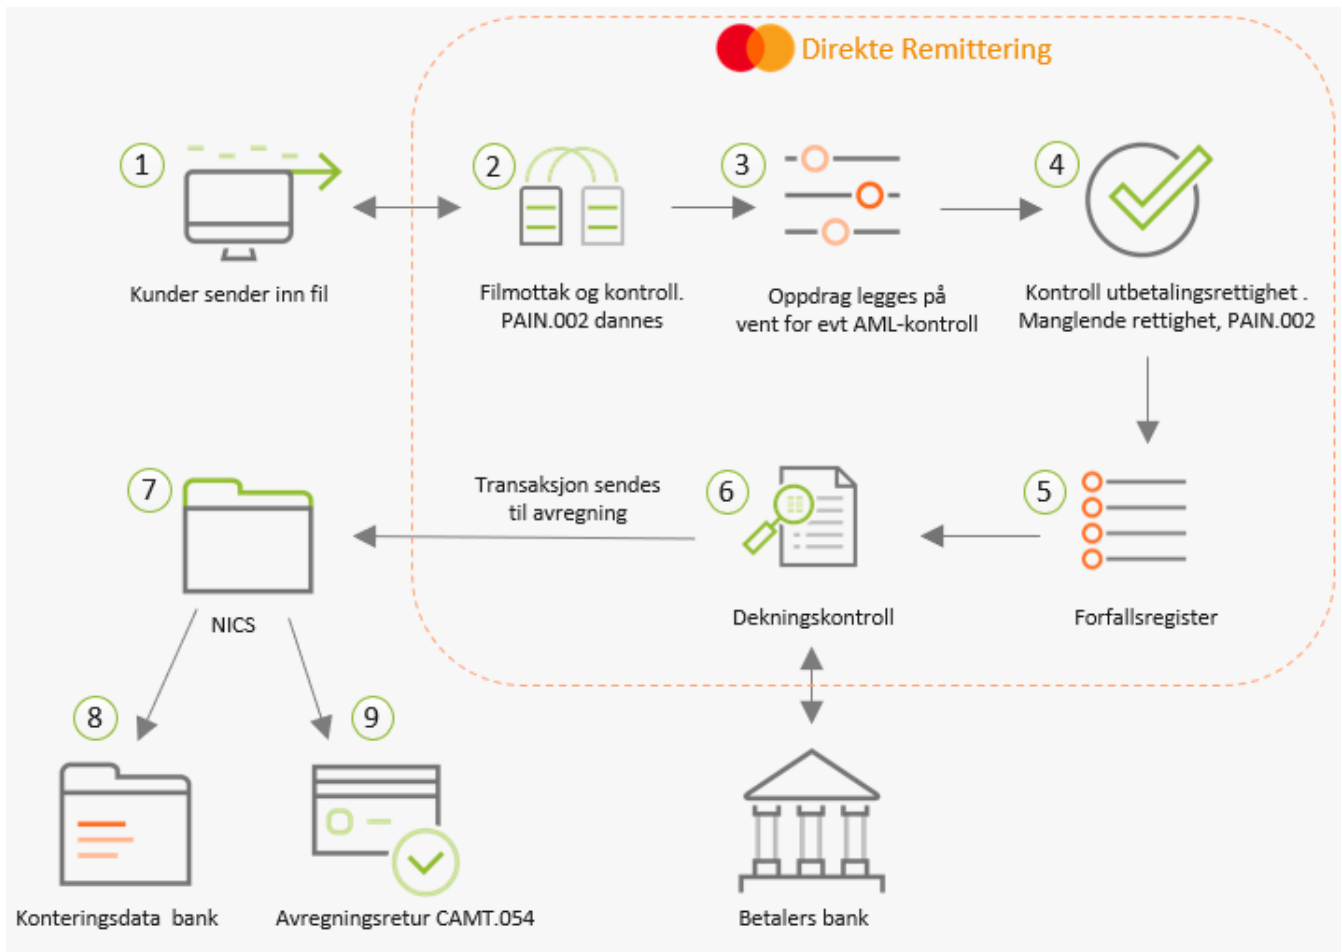 Direkte Remittering
1
2
3
4
Kunder sender inn fil
Filmottak og kontroll.
PAIN.002 dannes
Oppdrag legges på
vent for evt AML-kontroll
Kontroll utbetalingsrettighet .
Manglende rettighet, PAIN.002
7
Transaksjon sendes
til avregning
6
5
NICS
Dekningskontroll
Forfallsregister
8
9
Konteringsdata bank
Avregningsretur CAMT.054
Betalers bank